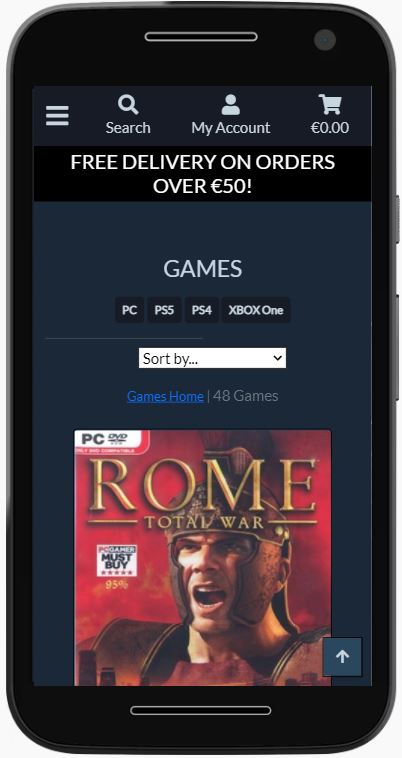 Search
My Account
€0.00
FREE DELIVERY ON ORDERS
OVER €50!
GAMES
PC
PS5
PS4
XBOX One
Sort by...
Games Home | 48 Games
PC DVD
ONLY DVD COMPATIBLE
ROME
TOTAL WAR
PC GAMER
MUST
BUY
95%